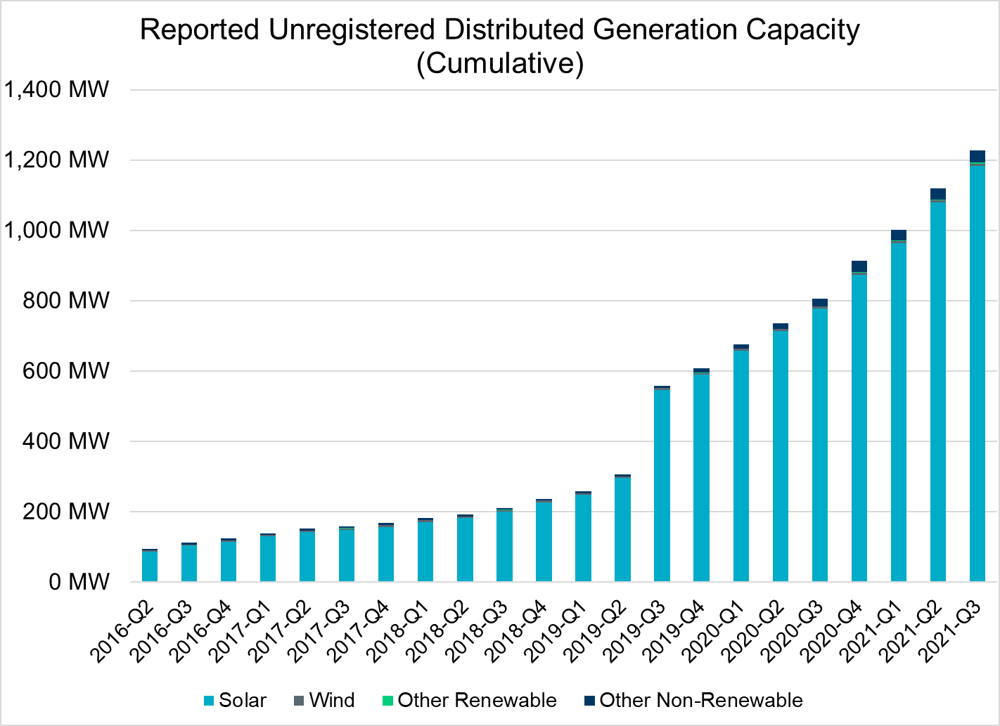 Reported Unregistered Distributed Generation Capacity
(Cumulative)
1,400 MW
1,200 MW
1,000 MW
800 MW
600 MW
400 MW
200 MW
0 MW
2016-Q2
2016-Q3
2016-Q4
2017-Q1
2017-Q2
2017-Q3
2017-Q4
2018-Q1
2018-Q2
2018-Q3
2018-Q4
2019-Q1
2019-Q2
2019-Q3
2019-Q4
2020-Q1
2020-Q2
2020-Q3
2020-Q4
2021-Q1
2021-Q2
2021-Q3
Solar Wind Other Renewable Other Non-Renewable